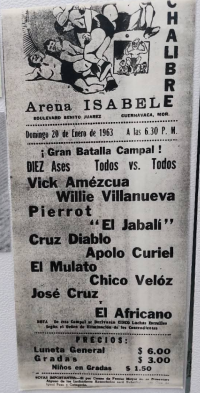 CHALIBRE
Arena ISABEL
BOULEVARD BENITO JUAREZ CUERNAVACA, MOR.
Domingo 20 de Enero de 1963 A las 6.30 P. M.
¡ Gran Batalla Campal !
DIEZ Ases Todos vs. Todos
Vick Amézcua
Willie Villanueva
Pierrot
"El Jabalí"
Cruz Diablo
Apolo Curiel
El Mulato
Chico Velóz
José Cruz
y
El Africano
PRECIOS:
Luneta General $ 6.00
Gradas $ 3.00
Niños en Gradas $ 1.50